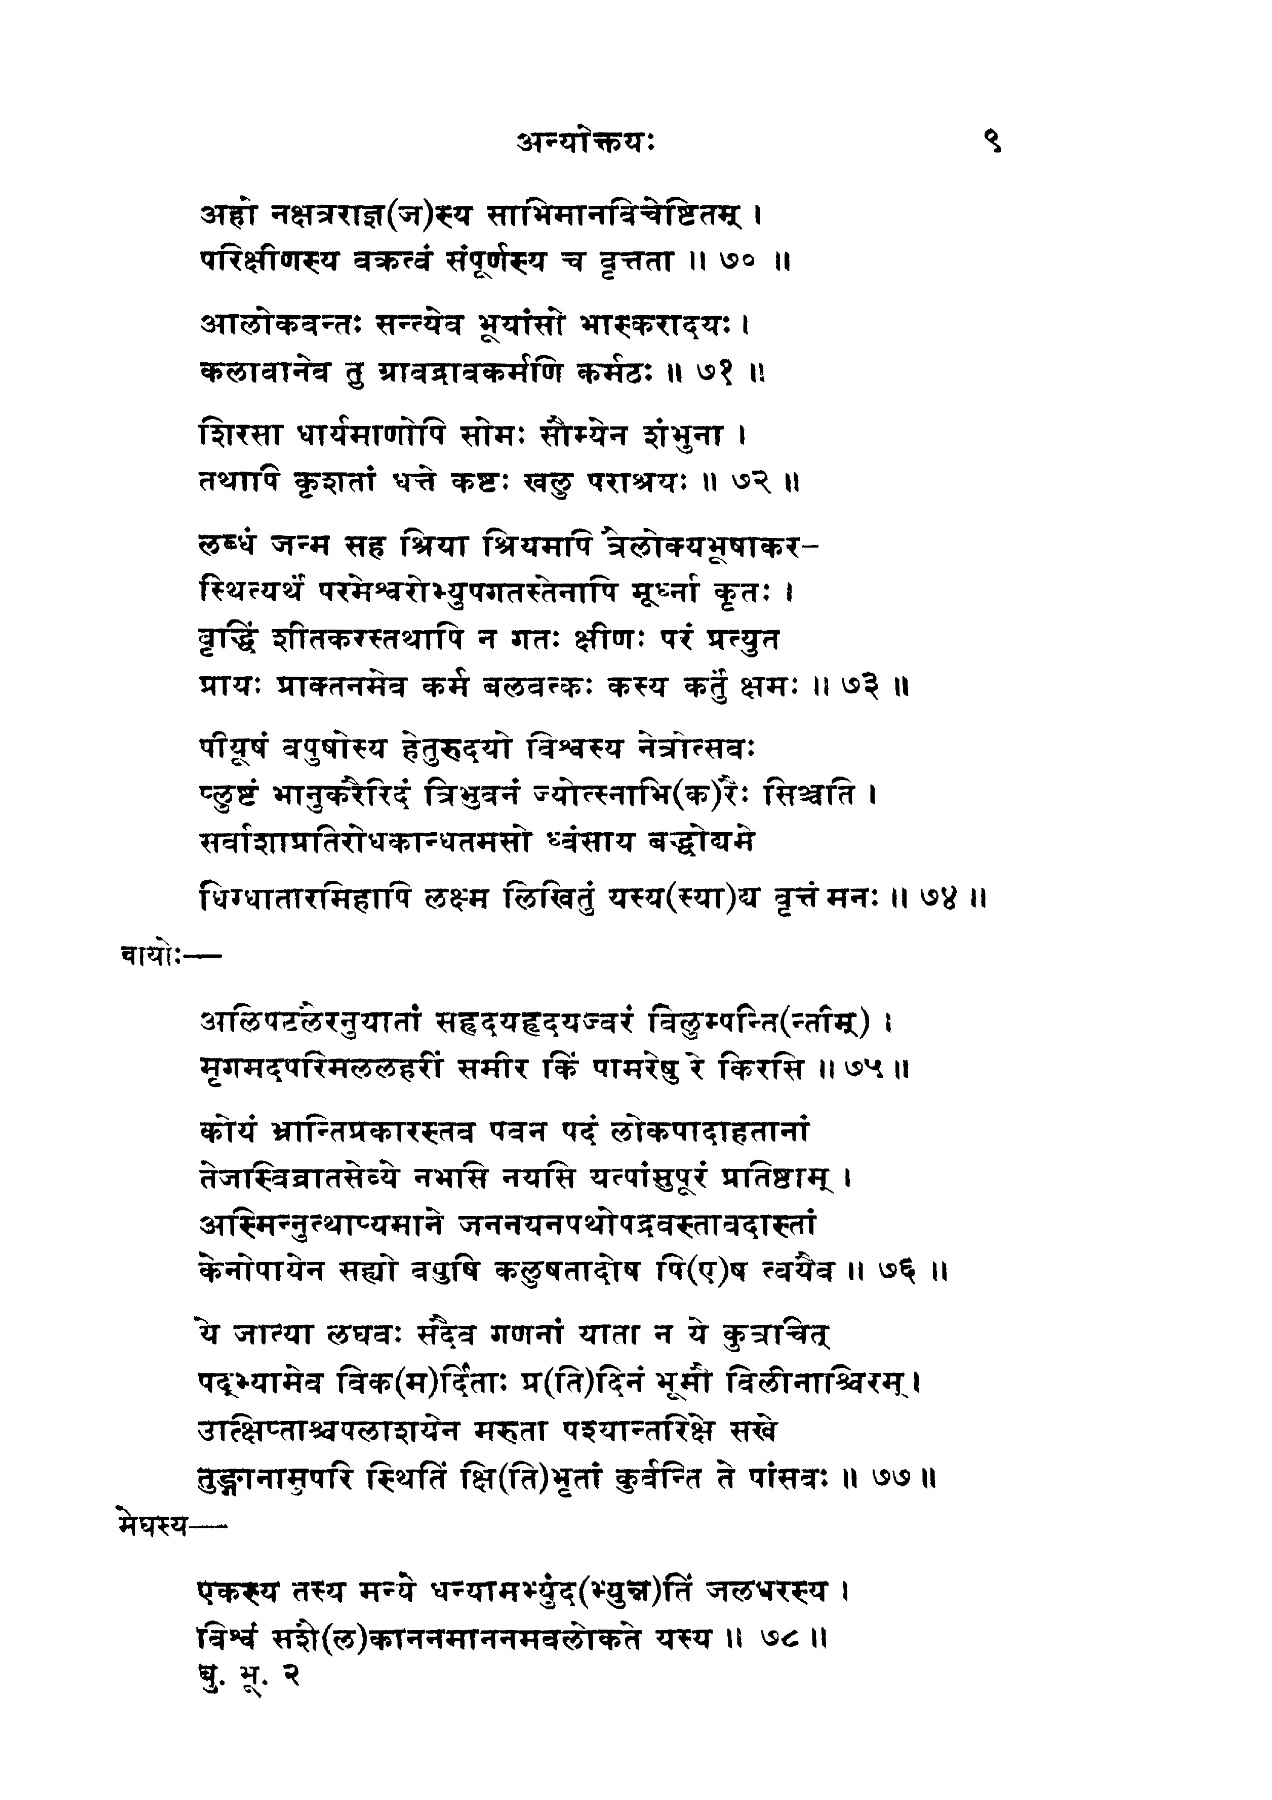 अन्योक्तयः ९
अहो नक्षत्रराज्ञ(ज)स्य साभिमानविचेष्टितम् ।
परिक्षीणस्य वक्रत्वं संपूर्णस्य च वृत्तता ॥ ७० ॥
आलोकवन्तः सन्त्येव भूयांसो भास्करादयः ।
कलावानेव तु ग्रावद्रावकर्मणि कर्मठः ॥ ७१ ॥
शिरसा धार्यमाणोपि सोमः सौम्येन शंभुना ।
तथापि कृशतां धत्ते कष्टः खलु पराश्रयः ॥ ७२ ॥
लब्धं जन्म सह श्रिया श्रियमपि त्रैलोक्यभूषाकर-
स्थित्यर्थं परमेश्वरोभ्युपगतस्तेनापि मूर्ध्ना कृतः ।
वृद्धिं शीतकरस्तथापि न गतः क्षीणः परं प्रत्युत
प्रायः प्राक्तनमेव कर्म बलवत्कः कस्य कर्तुं क्षमः ॥ ७३ ॥
पीयूषं वपुषोस्य हेतुरुदयो विश्वस्य नेत्रोत्सवः
प्लुष्टं भानुकरैरिदं त्रिभुवनं ज्योत्स्नाभि(क)रैः सिञ्चति ।
सर्वाशाप्रतिरोधकान्धतमसो ध्वंसाय बद्धोद्यमे
धिग्धातारमिहापि लक्ष्म लिखितुं यस्य(स्या)द्य वृत्तं मनः ॥ ७४ ॥
वायोः—
अलिपटलैरनुयातां सहृदयहृदयज्वरं विलुम्पन्ति(न्तीम्) ।
मृगमदपरिमललहरीं समीर किं पामरेषु रे किरसि ॥ ७५ ॥
कोयं भ्रान्तिप्रकारस्तव पवन पदं लोकपादाहतानां
तेजस्विव्रातसेव्ये नभसि नयसि यत्पांसुपूरं प्रतिष्ठाम् ।
अस्मिन्नुत्थाप्यमाने जननयनपथोपद्रवस्तावदास्तां
केनोपायेन सह्यो वपुषि कलुषतादोष पि(ए)ष त्वयैव ॥ ७६ ॥
ये जात्या लघवः सदैव गणनां याता न ये कुत्रचित्
पद्भ्यामेव विक(म)र्दिताः प्र(ति)दिनं भूमौ विलीनाश्चिरम् ।
उत्क्षिप्ताश्चपलाशयेन मरुता पश्यान्तरिक्षे सखे
तुङ्गानामुपरि स्थितिं क्षि(ति)भृतां कुर्वन्ति ते पांसवः ॥ ७७ ॥
मेघस्य—
एकस्य तस्य मन्ये धन्यामभ्युंद(भ्युन्न)तिं जलधरस्य ।
विश्वं सशै(ल)काननमाननमवलोकते यस्य ॥ ७८ ॥
षु. भू. २